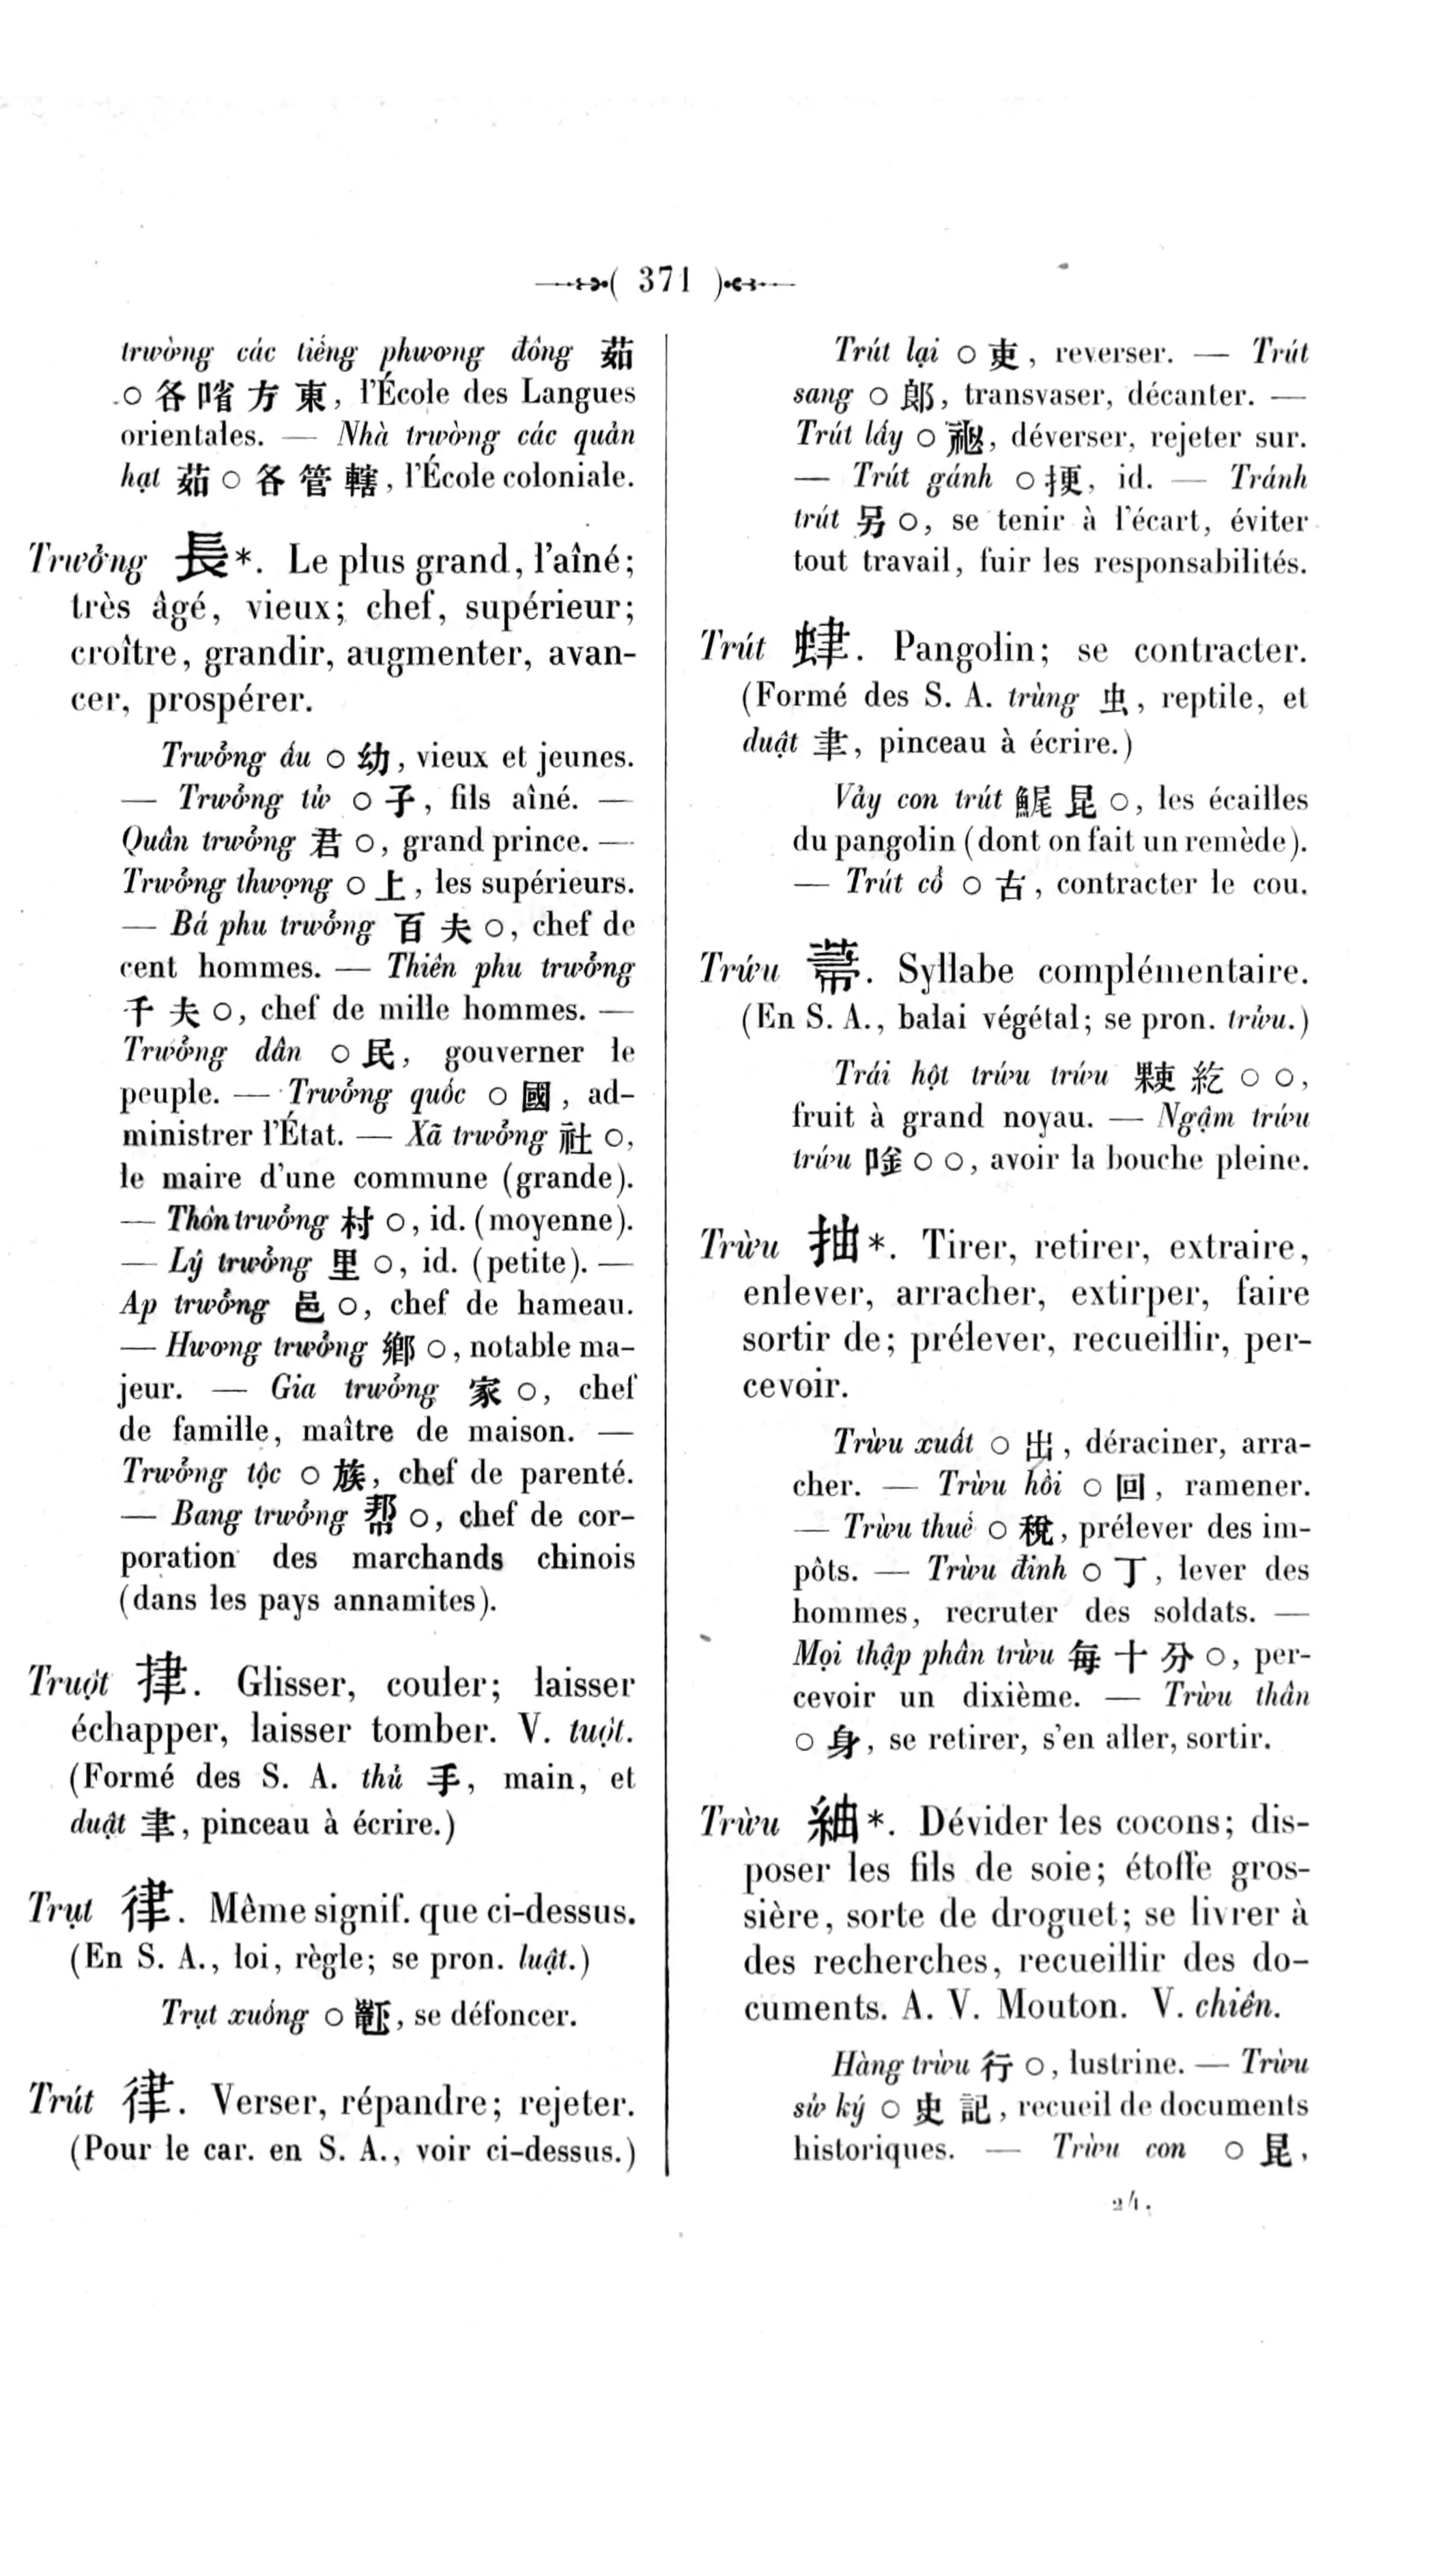 ( 371 )
trường các tiếng phương đông 茹
○ 各 㗂 方 東, l'École des Langues
orientales. — Nhà trường các quản
hạt 茹 ○ 各 管 轄, l'École coloniale.
Trưởng 長*. Le plus grand, l'aîné;
très âgé, vieux; chef, supérieur;
croître, grandir, augmenter, avan-
cer, prospérer.
Trưởng ấu ○ 幼, vieux et jeunes.
— Trưởng tử ○ 子, fils aîné. —
Quân trưởng 君 ○, grand prince. —
Trưởng thượng ○ 上, les supérieurs.
— Bá phu trưởng 百 夫 ○, chef de
cent hommes. — Thiên phu trưởng
千 夫 ○, chef de mille hommes. —
Trưởng dân ○ 民, gouverner le
peuple. — Trưởng quốc ○ 國, ad-
ministrer l'État. — Xã trưởng 社 ○,
le maire d'une commune (grande).
— Thôn trưởng 村 ○, id. (moyenne).
— Lý trưởng 里 ○, id. (petite). —
Ap trưởng 邑 ○, chef de hameau.
— Hương trưởng 鄉 ○, notable ma-
jeur. — Gia trưởng 家 ○, chef
de famille, maître de maison. —
Trưởng tộc ○ 族, chef de parenté.
— Bang trưởng 帮 ○, chef de cor-
poration des marchands chinois
(dans les pays annamites).
Truột 㨘. Glisser, couler; laisser
échapper, laisser tomber. V. tuột.
(Formé des S. A. thủ 手, main, et
duật 聿, pinceau à écrire.)
Trụt 律. Même signif. que ci-dessus.
(En S. A., loi, règle; se pron. luật.)
Trụt xuống ○, se défoncer.
Trút 律. Verser, répandre; rejeter.
(Pour le car. en S. A., voir ci-dessus.)
Trút lại ○ 吏, reverser. — Trút
sang ○ 郎, transvaser, décanter. —
Trút lấy ○, déverser, rejeter sur.
— Trút gánh ○ 挭, id. — Tránh
trút 另 ○, se tenir à l'écart, éviter
tout travail, fuir les responsabilités.
Trút. Pangolin; se contracter.
(Formé des S. A. trùng 虫, reptile, et
duật 聿, pinceau à écrire.)
Vảy con trút 昆 ○, les écailles
du pangolin (dont on fait un remède).
— Trút cổ ○ 古, contracter le cou.
Trứu. Syllabe complémentaire.
(En S. A., balai végétal; se pron. trửu.)
Trái hột trứu trứu 紇 ○ ○,
fruit à grand noyau. — Ngậm trứu
trứu 唫 ○ ○, avoir la bouche pleine.
Trừu 抽*. Tirer, retirer, extraire,
enlever, arracher, extirper, faire
sortir de; prélever, recueillir, per-
cevoir.
Trừu xuất ○ 出, déraciner, arra-
cher. — Trừu hồi ○ 回, ramener.
— Trừu thuế ○ 稅, prélever des im-
pôts. — Trừu đinh ○ 丁, lever des
hommes, recruter des soldats. —
Mọi thập phân trừu 每 十 分 ○, per-
cevoir un dixième. — Trừu thân
○ 身, se retirer, s'en aller, sortir.
Trừu 紬*. Dévider les cocons; dis-
poser les fils de soie; étoffe gros-
sière, sorte de droguet; se livrer à
des recherches, recueillir des do-
cuments. A. V. Mouton. V. chiên.
Hàng trừu 行 ○, lustrine. — Trừu
sử ký ○ 史 記, recueil de documents
historiques. — Trừu con ○ 昆,
24.